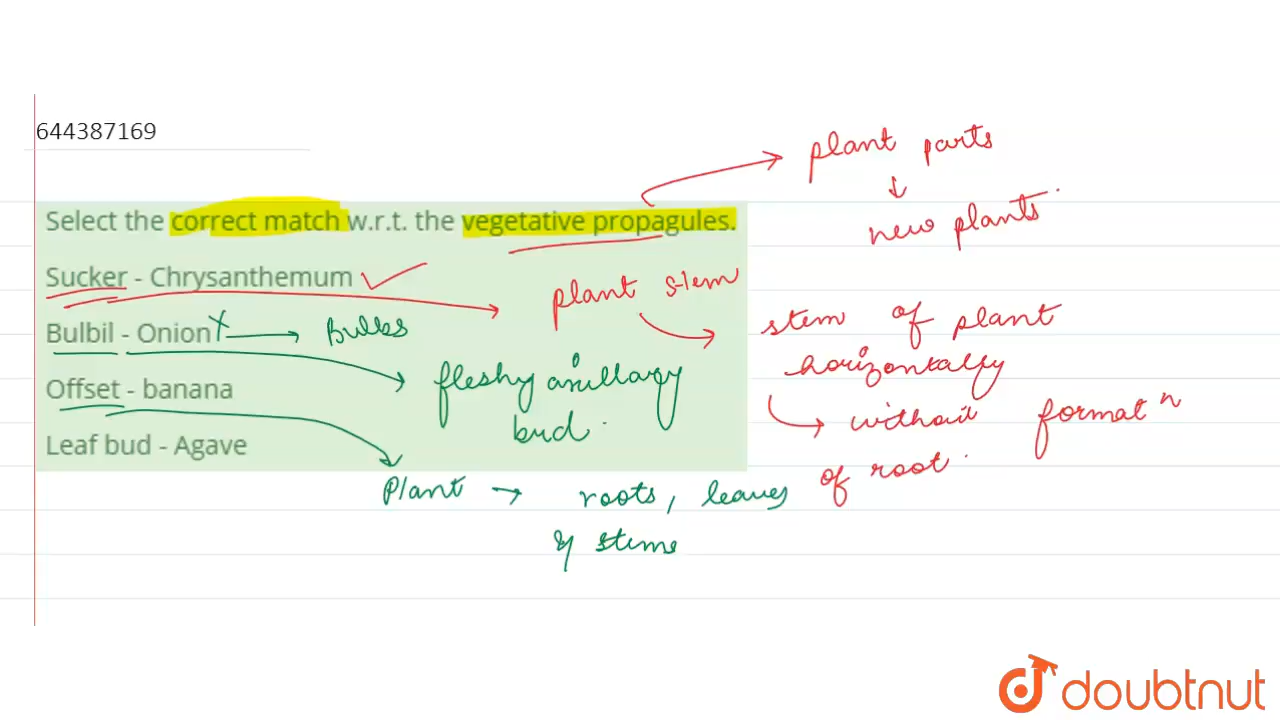 644387169
plant parts
↓
new plants
Select the correct match w.r.t. the vegetative propagules.
Sucker - Chrysanthemum ✓
plant stem
Bulbil - Onion X → Bulbs
stem of plant
horizontally
Offset - banana
fleshy axillary
bud.
without format n
of root.
Leaf bud - Agave
Plant → roots, leaves
& stems
doubtnut